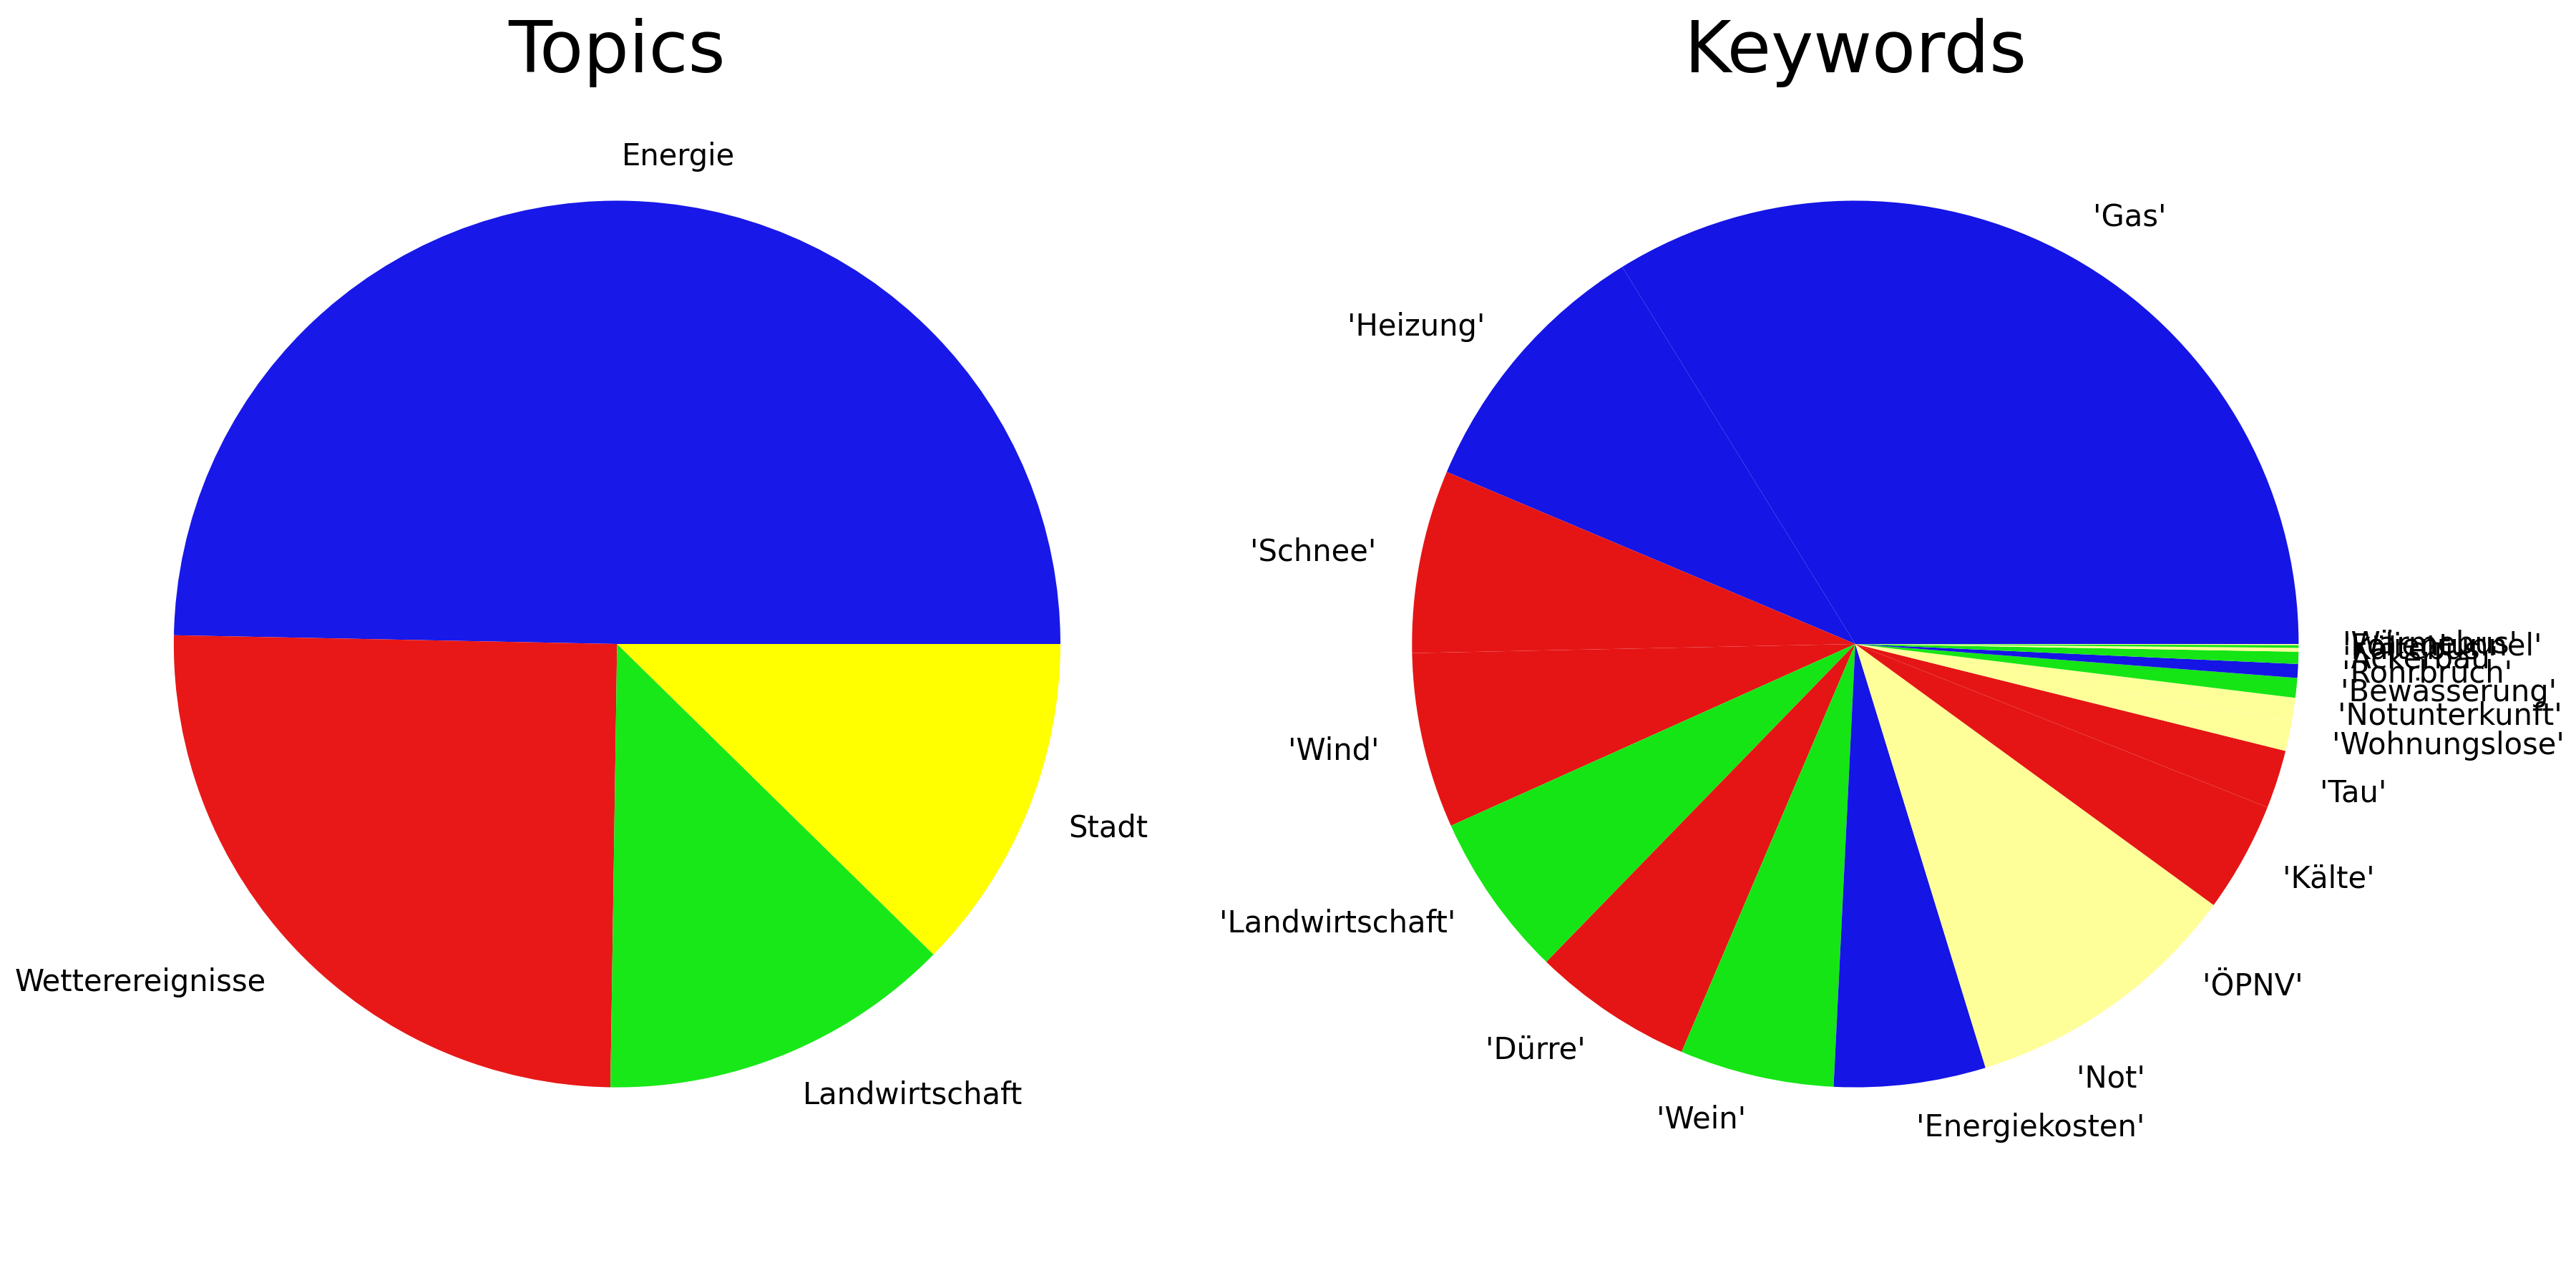 Topics
Keywords
Energie
Wetterereignisse
Landwirtschaft
Stadt
'Gas'
'Heizung'
'Schnee'
'Wind'
'Landwirtschaft'
'Dürre'
'Wein'
'Energiekosten'
'Not'
'ÖPNV'
'Kälte'
'Tau'
'Wohnungslose'
'Notunterkunft'
'Bewässerung'
'Rohrbruch'
'Ackerbau'